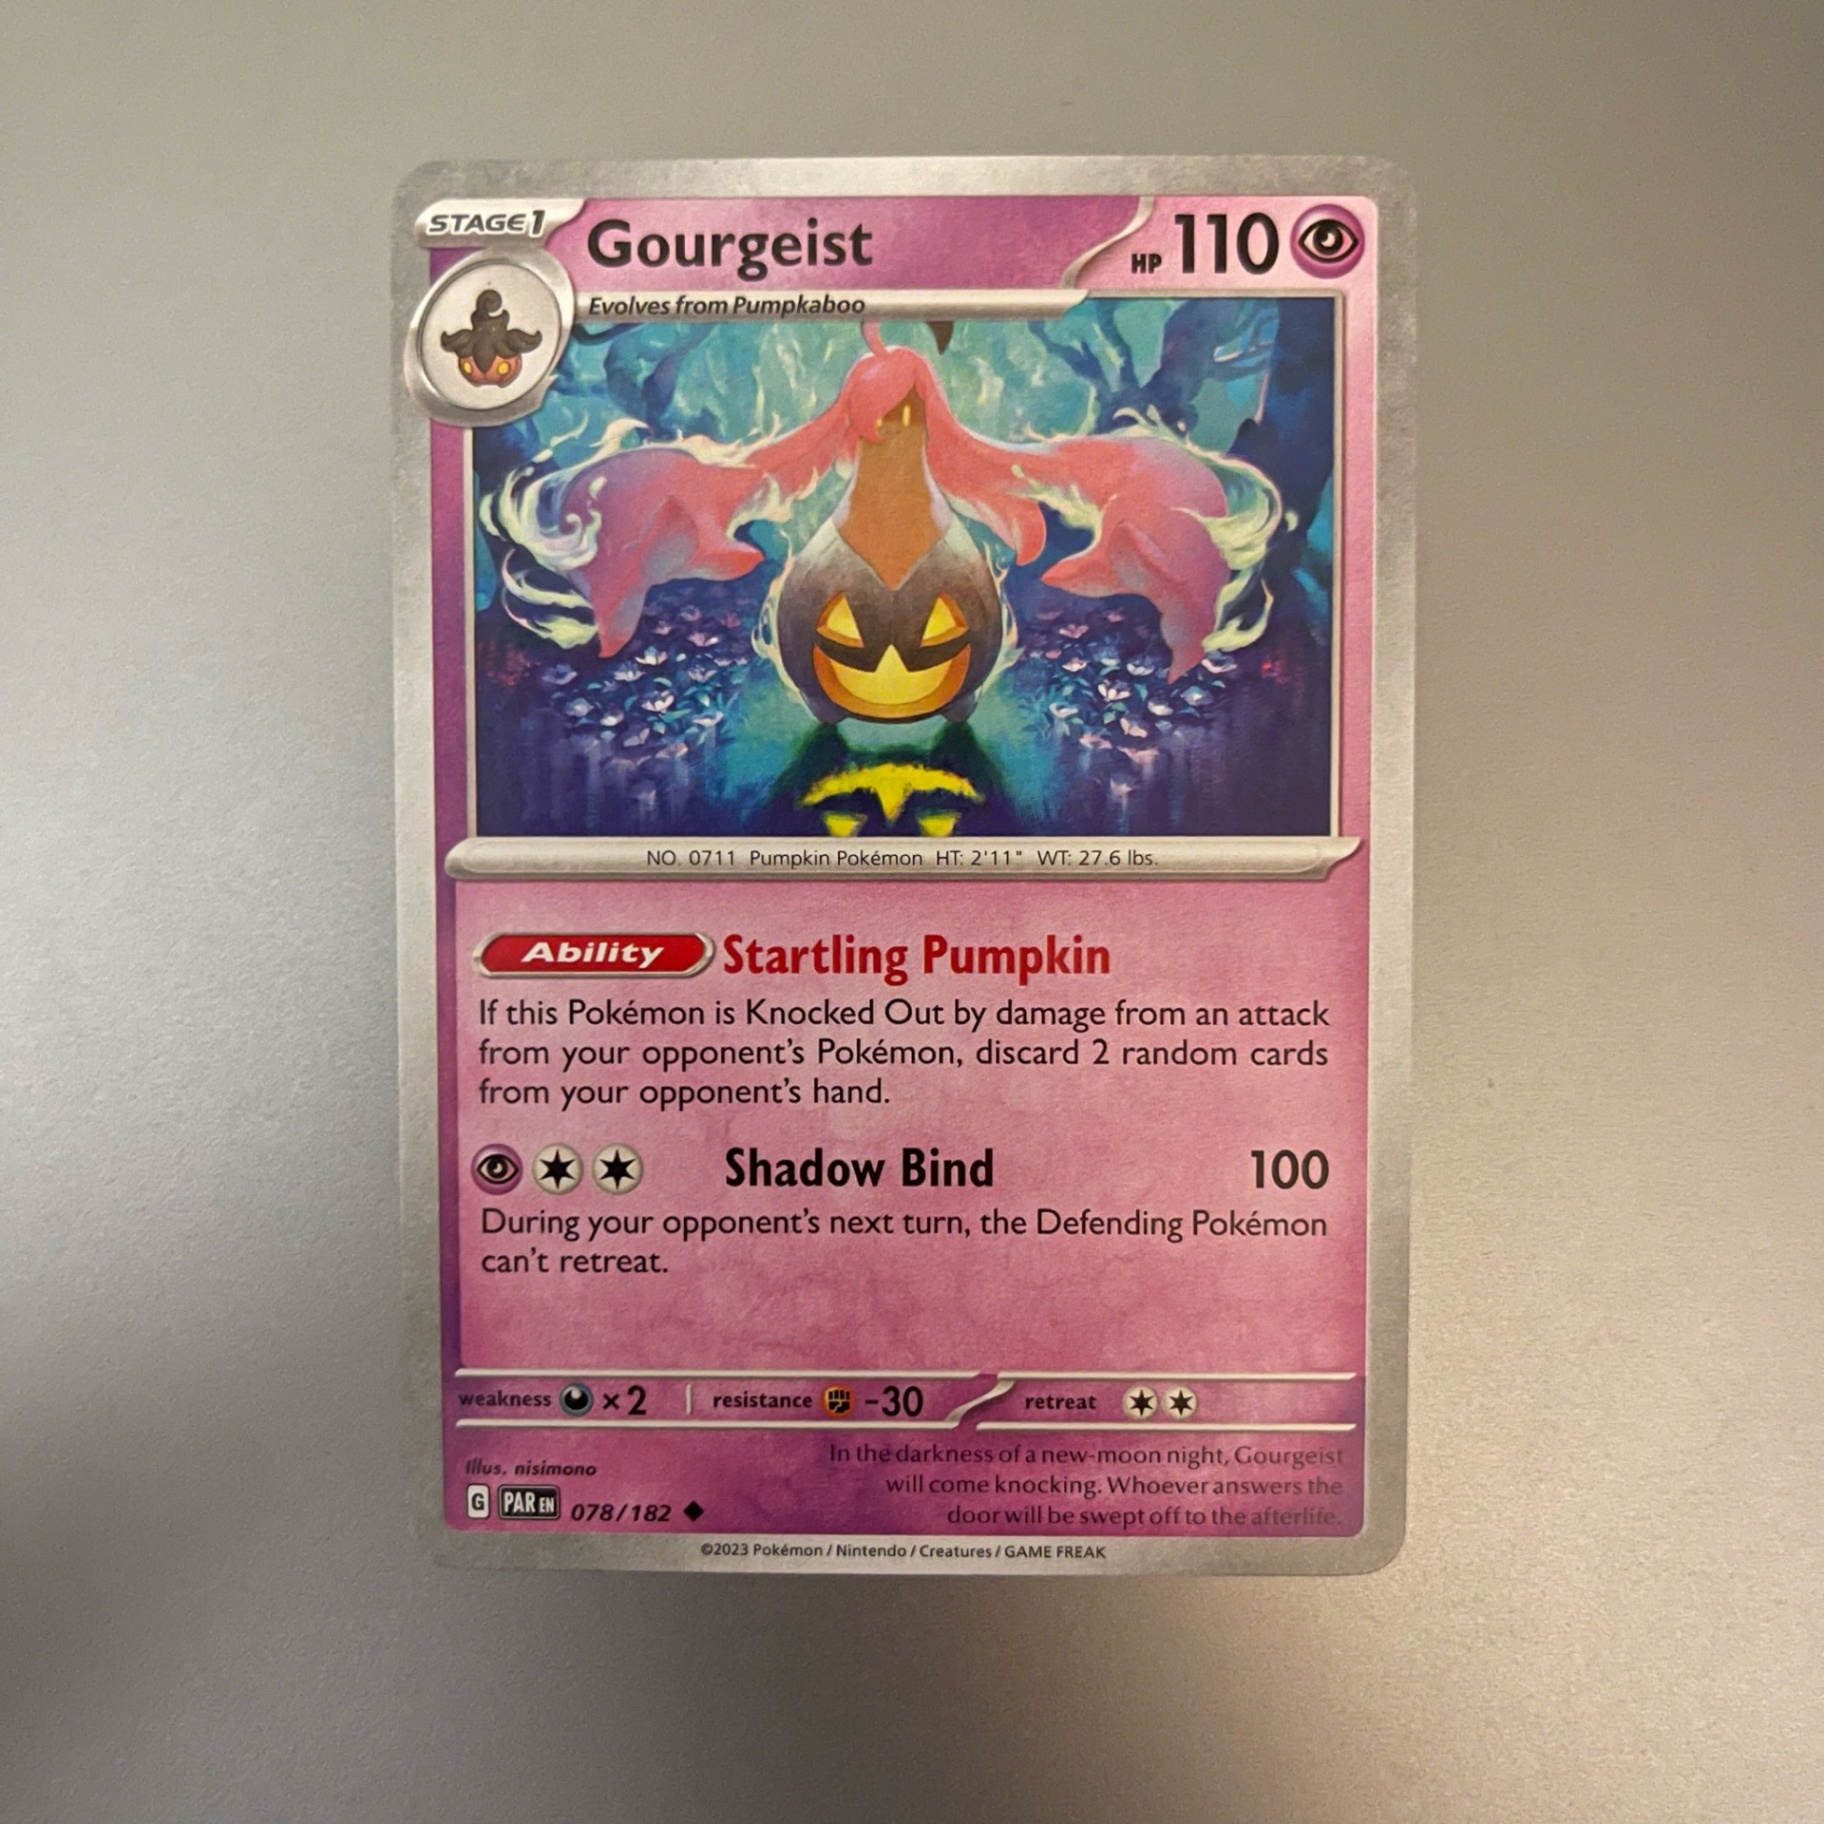 STAGE1
Gourgeist
HP 110
Evolves from Pumpkaboo
NO. 0711 Pumpkin Pokémon HT: 2'11" WT: 27.6 lbs.
Ability Startling Pumpkin
If this Pokémon is Knocked Out by damage from an attack
from your opponent's Pokémon, discard 2 random cards
from your opponent's hand.
Shadow Bind 100
During your opponent's next turn, the Defending Pokémon
can't retreat.
weakness ×2 resistance -30 retreat
In the darkness of a new-moon night, Gourgeist
will come knocking. Whoever answers the
door will be swept off to the afterlife.
Illus. nisimono
G PAR EN 078/182
©2023 Pokémon / Nintendo / Creatures / GAME FREAK